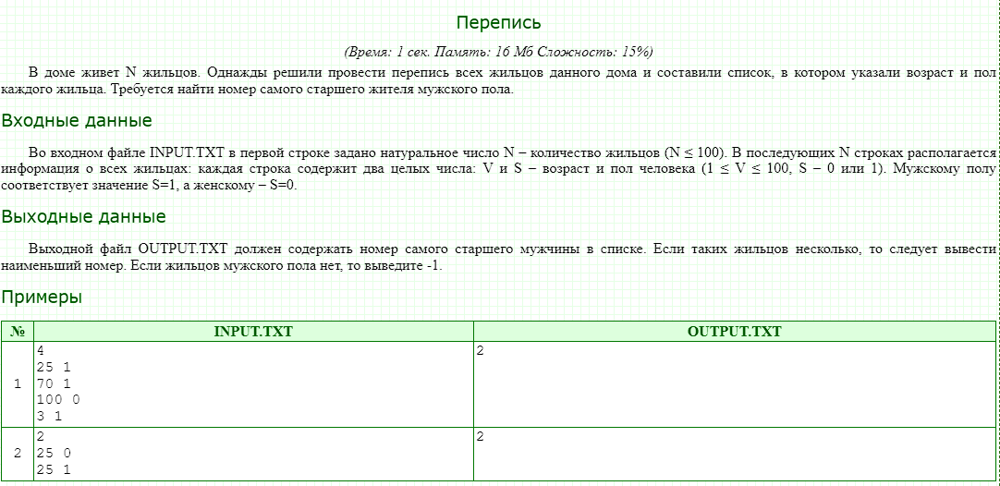 Перепись
(Время: 1 сек. Память: 16 Мб Сложность: 15%)
В доме живет N жильцов. Однажды решили провести перепись всех жильцов данного дома и составили список, в котором указали возраст и пол
каждого жильца. Требуется найти номер самого старшего жителя мужского пола.
Входные данные
Во входном файле INPUT.TXT в первой строке задано натуральное число N – количество жильцов (N ≤ 100). В последующих N строках располагается
информация о всех жильцах: каждая строка содержит два целых числа: V и S – возраст и пол человека (1 ≤ V ≤ 100, S – 0 или 1). Мужскому полу
соответствует значение S=1, а женскому – S=0.
Выходные данные
Выходной файл OUTPUT.TXT должен содержать номер самого старшего мужчины в списке. Если таких жильцов несколько, то следует вывести
наименьший номер. Если жильцов мужского пола нет, то выведите -1.
Примеры
№ INPUT.TXT OUTPUT.TXT
1
4
25 1
70 1
100 0
3 1
2
2
2
25 0
25 1
2